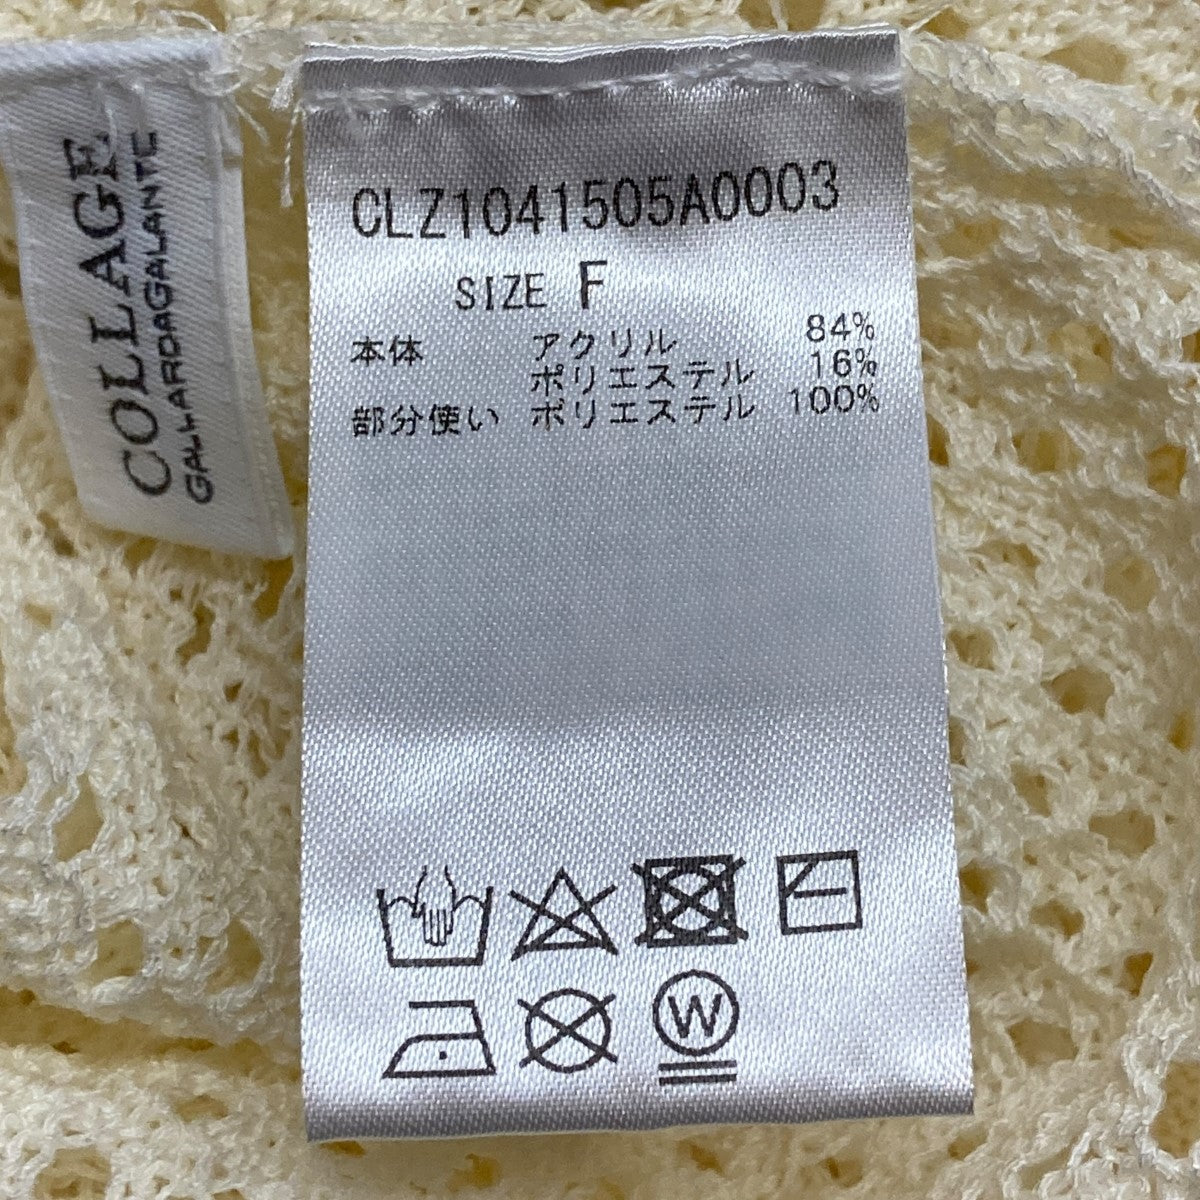 COLLAGE
GALLARDAGALANTE
CLZ1041505A0003
SIZE F
本体 アクリル 84%
ポリエステル 16%
部分使い ポリエステル 100%
W